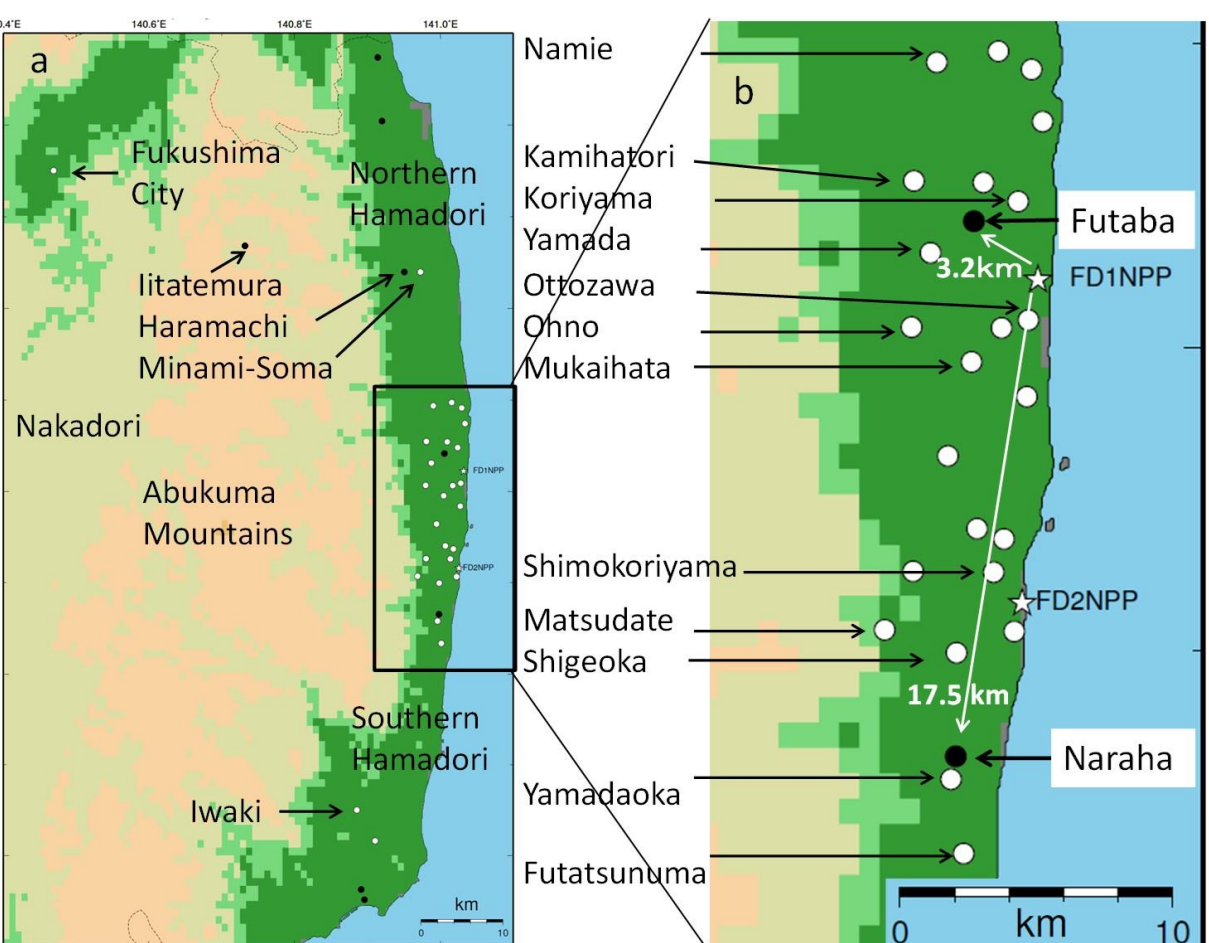 0.4°E
140.6°E
140.8°E
141.0°E
a
Fukushima
City
Northern
Hamadori
Iitatemura
Haramachi
Minami-Soma
Nakadori
Abukuma
Mountains
FD1NPP
FD2NPP
Southern
Hamadori
Iwaki
km
0
10
Namie
Kamihatori
Koriyama
Yamada
Ottozawa
Ohno
Mukaihata
Shimokoriyama
Matsudate
Shigeoka
Yamadaoka
Futatsunuma
b
Futaba
3.2km
FD1NPP
FD2NPP
17.5 km
Naraha
0
km
10